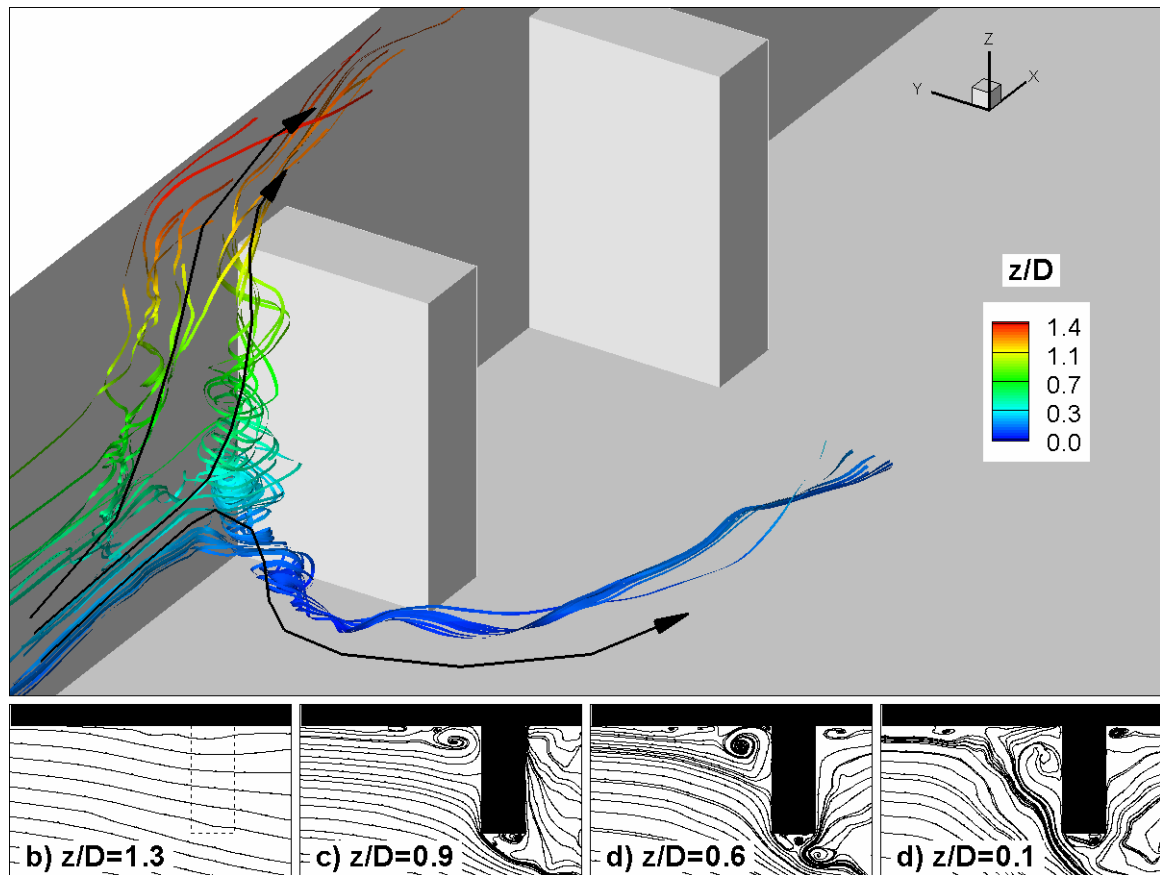 Z
Y
X
z/D
1.4
1.1
0.7
0.3
0.0
b) z/D=1.3
c) z/D=0.9
d) z/D=0.6
d) z/D=0.1